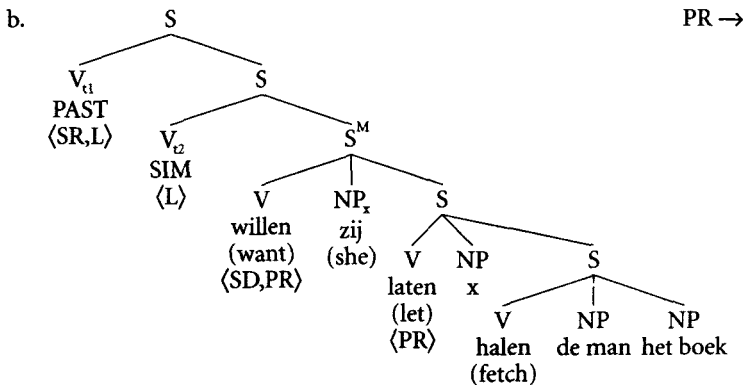 b. S PR →
V_t1 S
PAST
⟨SR,L⟩ V_t2 S^M
SIM
⟨L⟩ V NP_x S
willen zij
(want) (she) V NP S
⟨SD,PR⟩ laten x
(let) V NP NP
⟨PR⟩ halen de man het boek
(fetch)